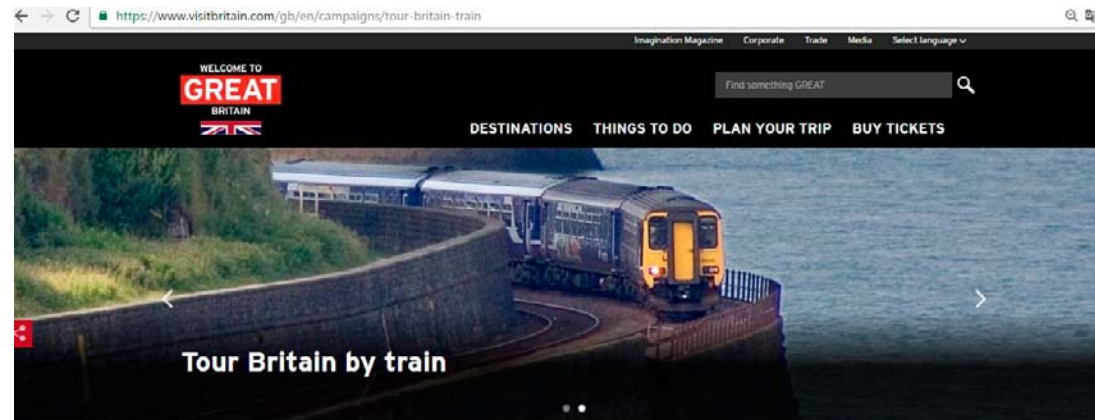 https://www.visitbritain.com/gb/en/campaigns/tour-britain-train
Imagination Magazine Corporate Trade Media Select language
WELCOME TO
GREAT
BRITAIN
Find something GREAT
DESTINATIONS THINGS TO DO PLAN YOUR TRIP BUY TICKETS
Tour Britain by train